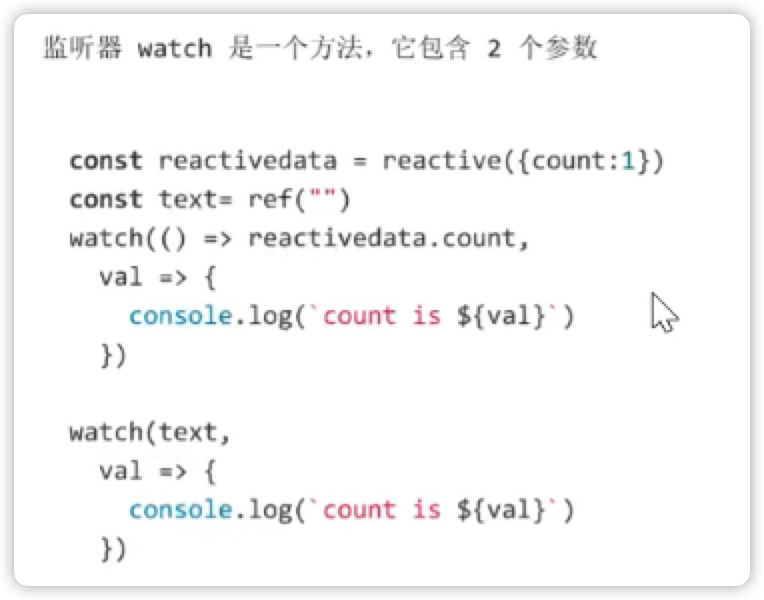 监听器 watch 是一个方法，它包含 2 个参数
const reactivedata = reactive({count:1})
const text= ref("")
watch(() => reactivedata.count,
  val => {
    console.log(`count is ${val}`)
  })
watch(text,
  val => {
    console.log(`count is ${val}`)
  })